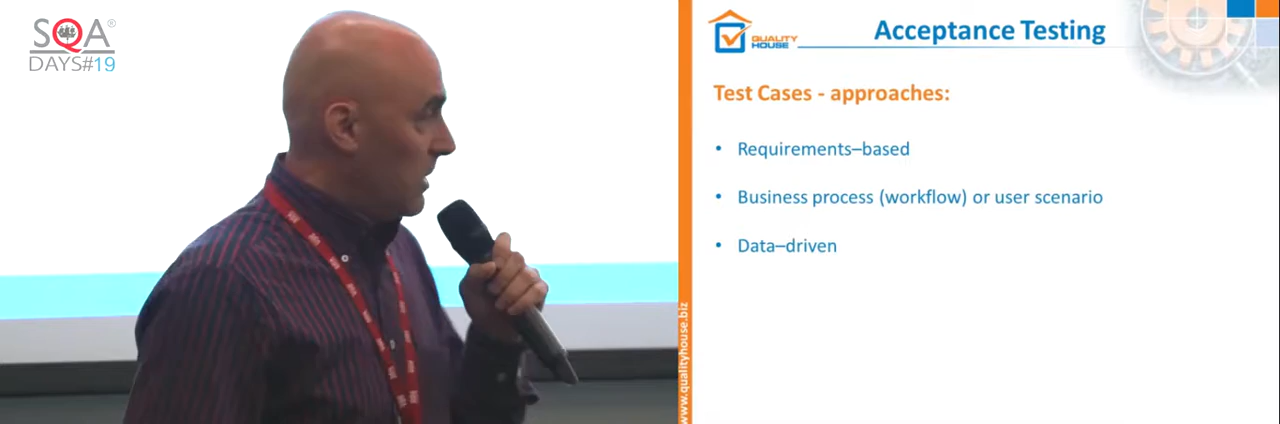 SQA®
DAYS#19
QUALITY
HOUSE
Acceptance Testing
Test Cases - approaches:
• Requirements–based
• Business process (workflow) or user scenario
• Data–driven
www.qualityhouse.biz